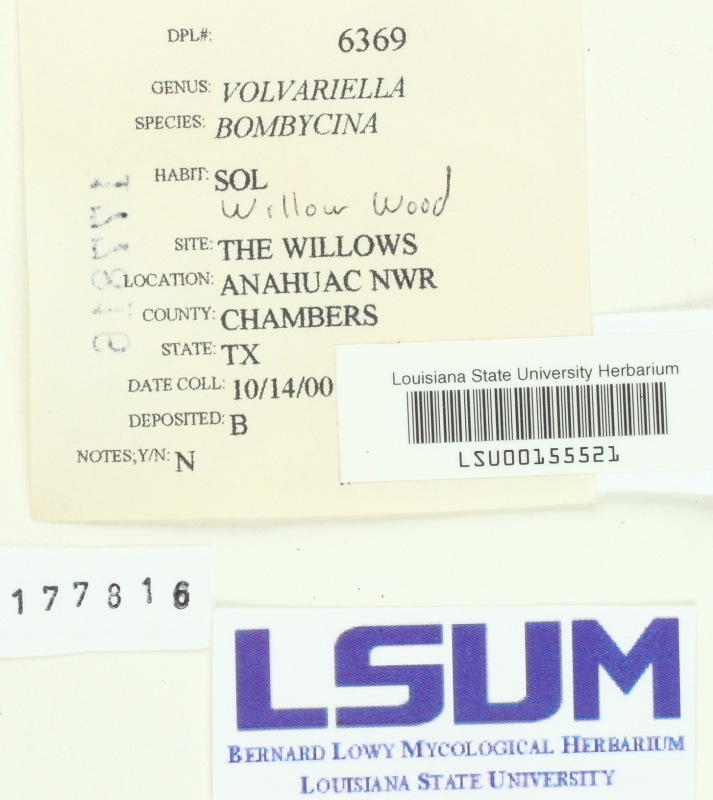 DPL#: 6369
GENUS: VOLVARIELLA
SPECIES: BOMBYCINA
HABIT: SOL
Willow Wood
SITE: THE WILLOWS
LOCATION: ANAHUAC NWR
COUNTY: CHAMBERS
STATE: TX
DATE COLL: 10/14/00
DEPOSITED: B
NOTES;Y/N: N
177816
Louisiana State University Herbarium
LSU00155521
177816
LSUM
BERNARD LOWY MYCOLOGICAL HERBARIUM
LOUISIANA STATE UNIVERSITY